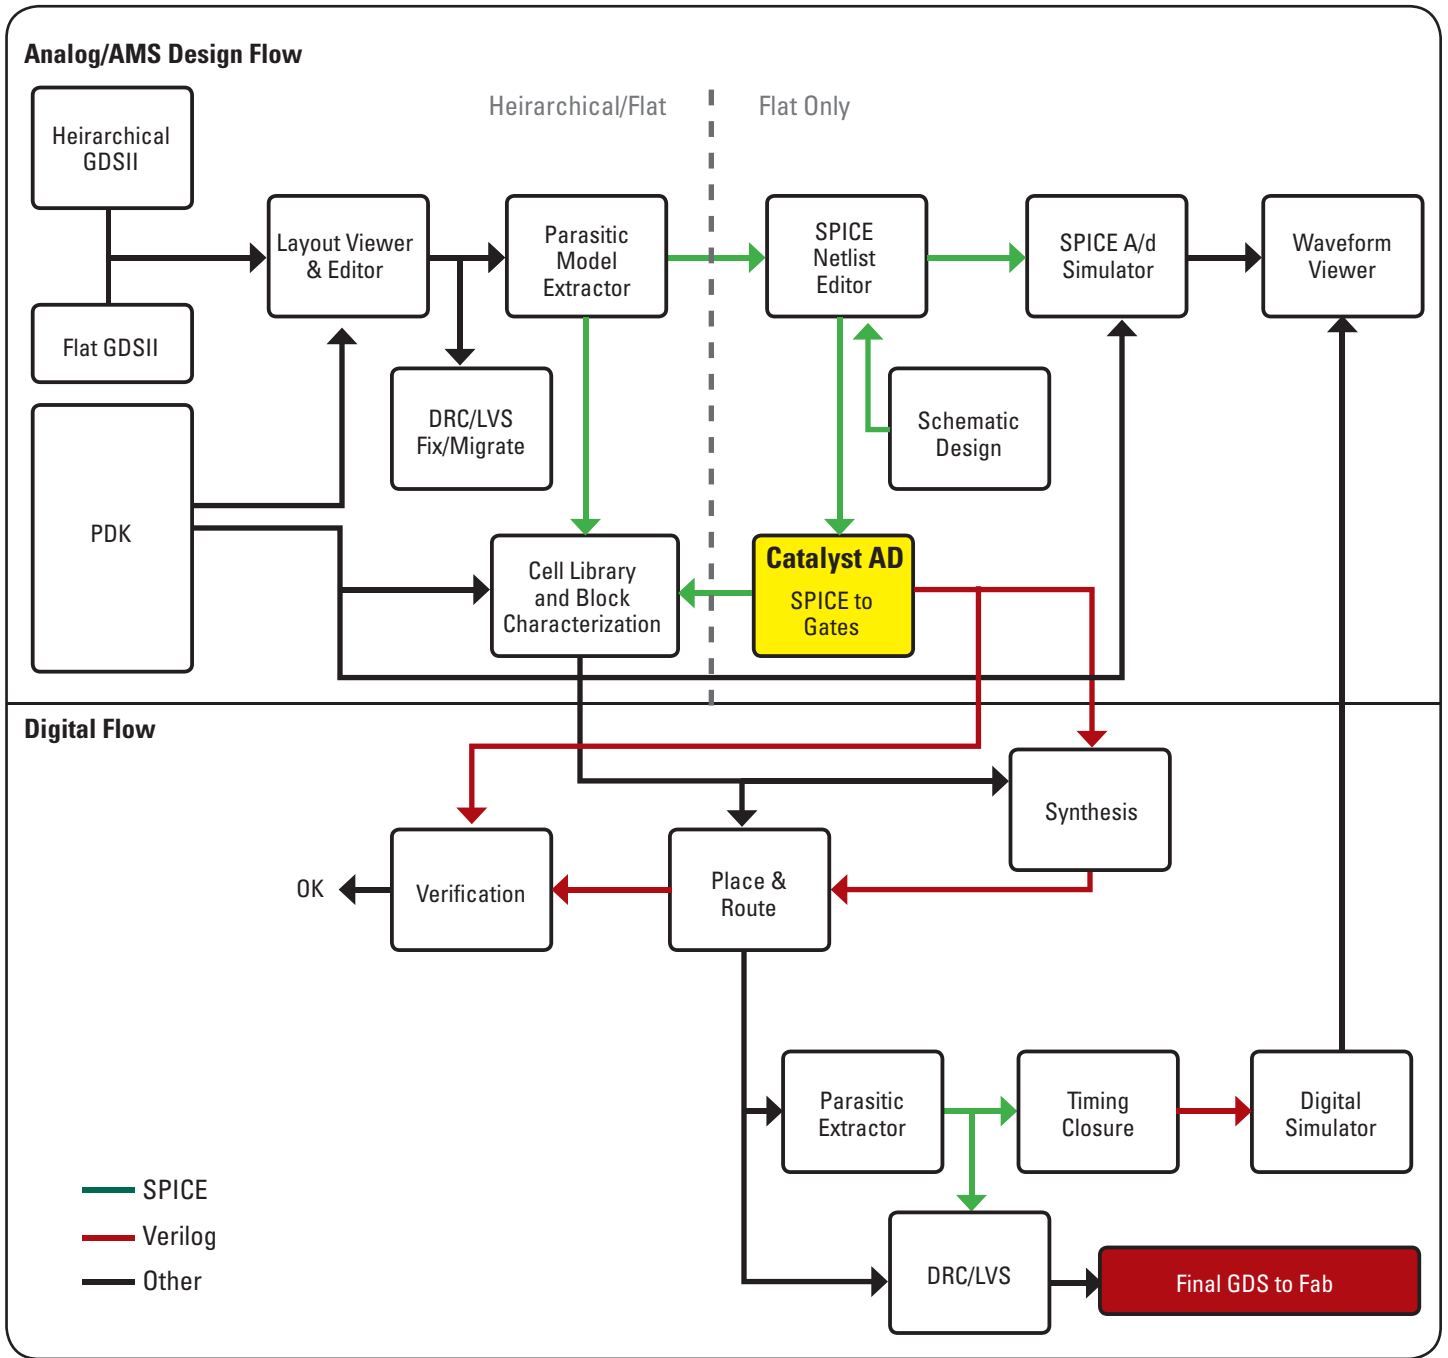 Analog/AMS Design Flow
Heirarchical/Flat
Flat Only
Heirarchical
GDSII
Layout Viewer
& Editor
Parasitic
Model
Extractor
SPICE
Netlist
Editor
SPICE A/d
Simulator
Waveform
Viewer
Flat GDSII
DRC/LVS
Fix/Migrate
Schematic
Design
PDK
Cell Library
and Block
Characterization
Catalyst AD
SPICE to
Gates
Digital Flow
Synthesis
OK
Verification
Place &
Route
Parasitic
Extractor
Timing
Closure
Digital
Simulator
SPICE
Verilog
Other
DRC/LVS
Final GDS to Fab